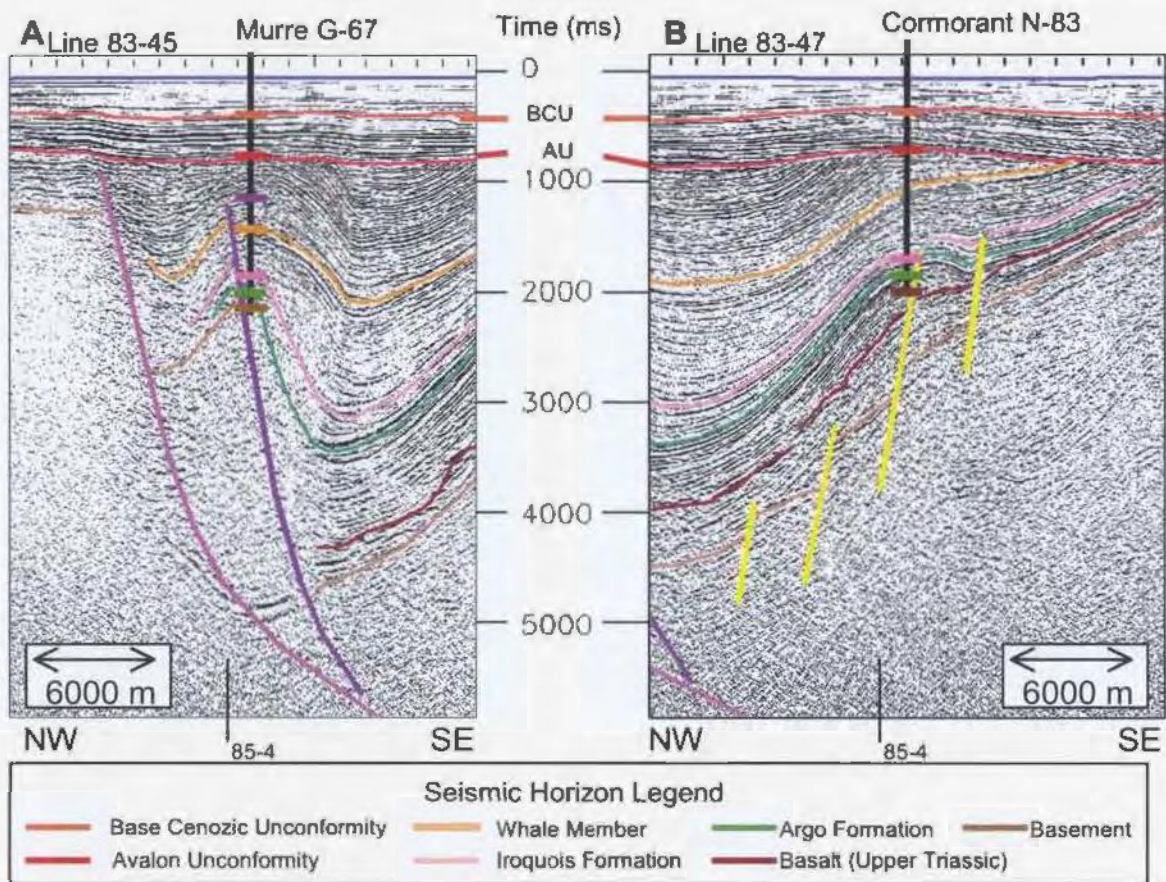 A Line 83-45
Murre G-67
Time (ms)
B Line 83-47
Cormorant N-83
0
BCU
AU
1000
2000
3000
4000
5000
6000 m
6000 m
NW
85-4
SE
NW
85-4
SE
Seismic Horizon Legend
Base Cenozic Unconformity
Whale Member
Argo Formation
Basement
Avalon Unconformity
Iroquois Formation
Basalt (Upper Triassic)